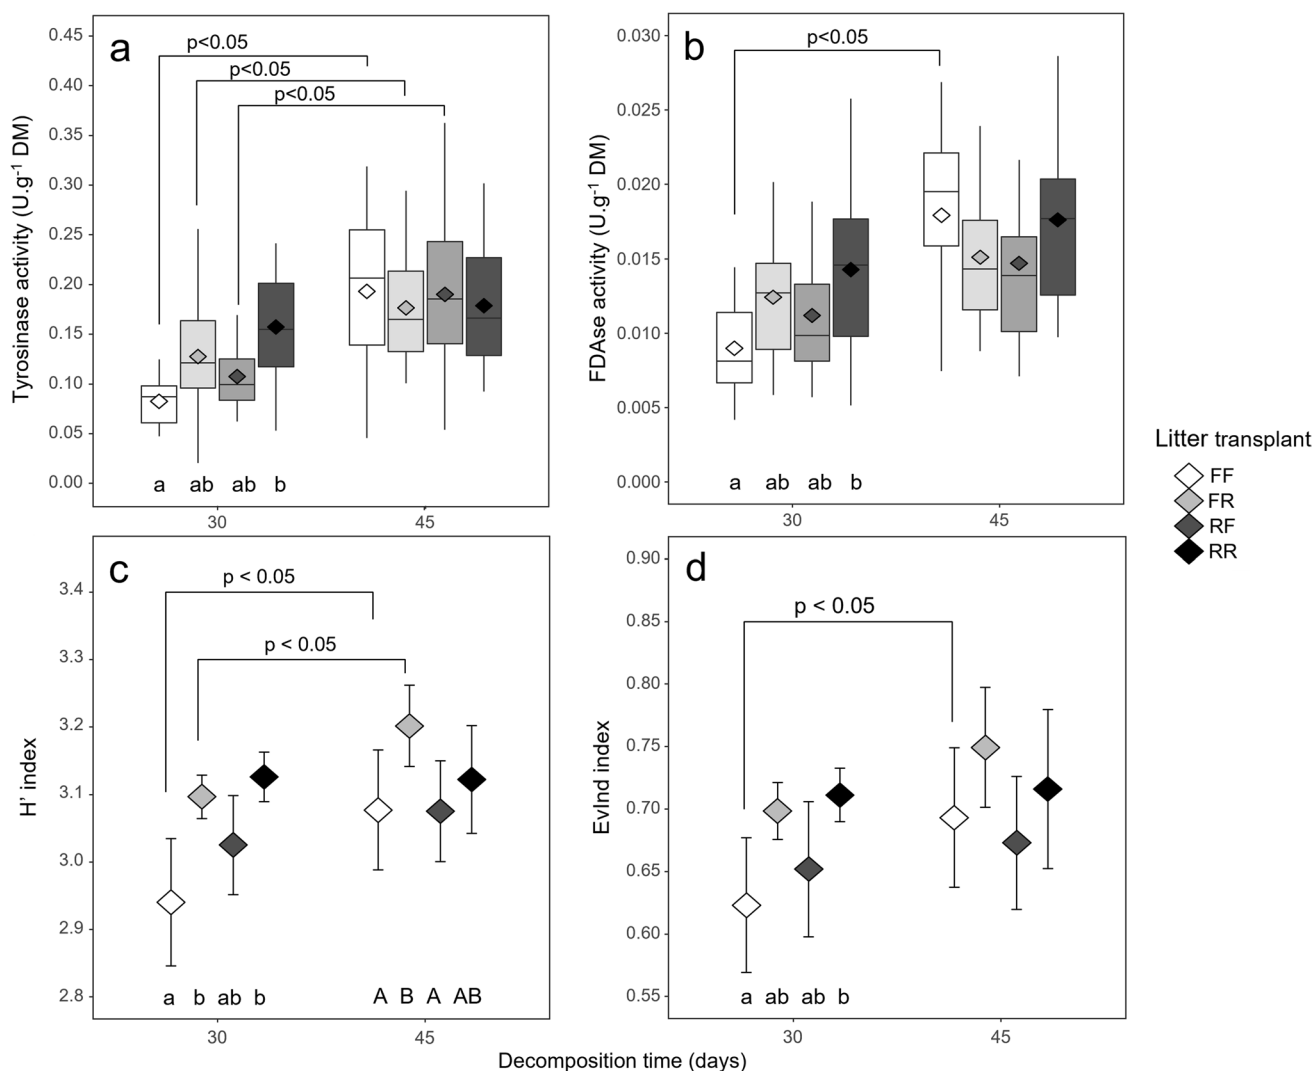 a
p<0.05
p<0.05
p<0.05
Tyrosinase activity (U.g-1 DM)
0.45
0.40
0.35
0.30
0.25
0.20
0.15
0.10
0.05
0.00
a ab ab b
30 45
b
p<0.05
FDAse activity (U.g-1 DM)
0.030
0.025
0.020
0.015
0.010
0.005
0.000
a ab ab b
30 45
Litter transplant
FF
FR
RF
RR
c
p < 0.05
p < 0.05
H' index
3.4
3.3
3.2
3.1
3.0
2.9
2.8
a b ab b A B A AB
30 45
d
p < 0.05
EvInd index
0.90
0.85
0.80
0.75
0.70
0.65
0.60
0.55
a ab ab b
30 45
Decomposition time (days)